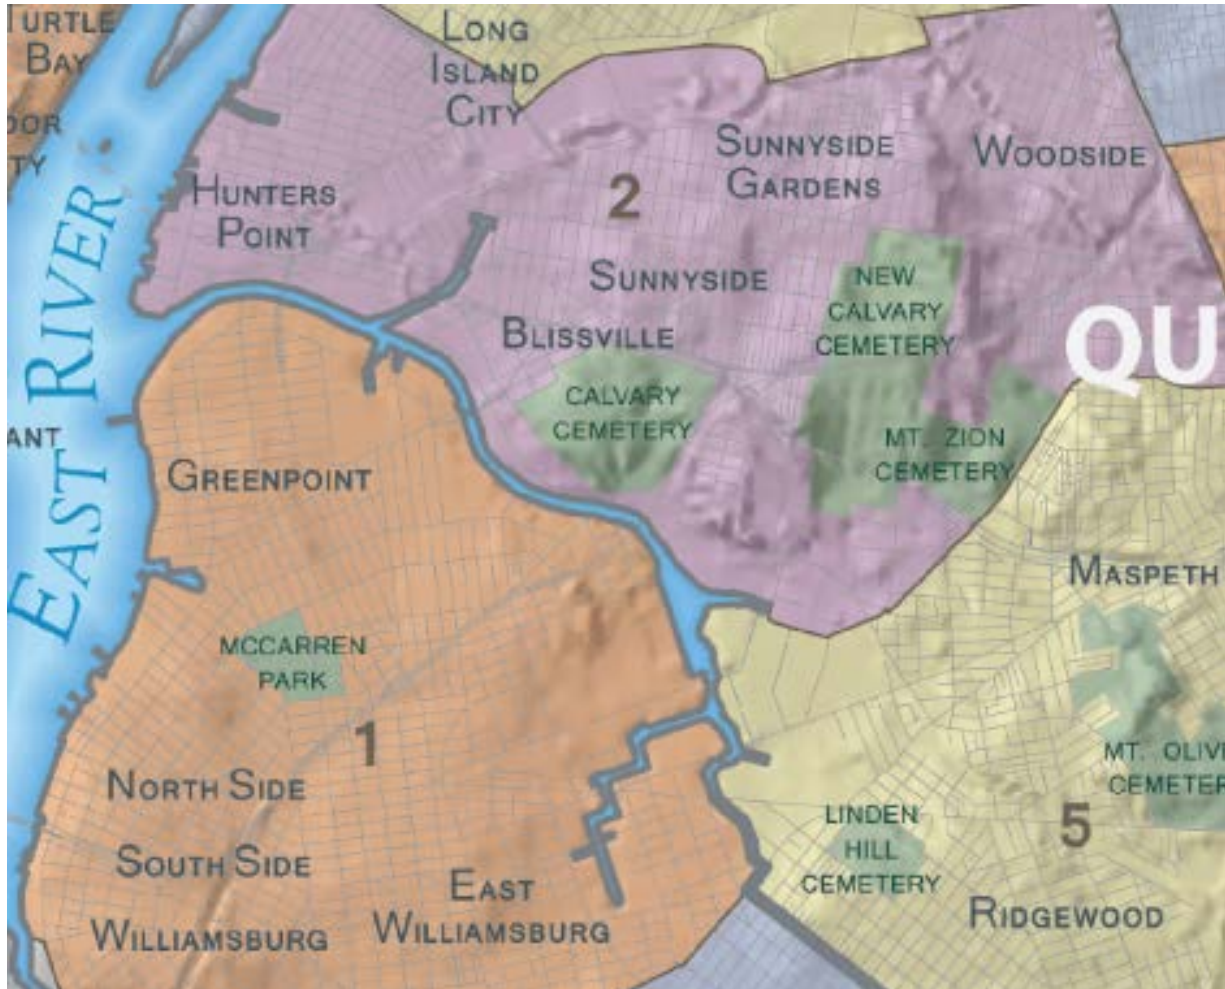 BAY
LONG
ISLAND
CITY
HUNTERS
POINT
2
SUNNYSIDE
GARDENS
WOODSIDE
SUNNYSIDE
NEW
CALVARY
CEMETERY
BLISSVILLE
CALVARY
CEMETERY
MT. ZION
CEMETERY
QU
EAST RIVER
GREENPOINT
MASPETH
MCCARREN
PARK
1
NORTH SIDE
SOUTH SIDE
WILLIAMSBURG
EAST
WILLIAMSBURG
MT. OLIV
CEMETER
LINDEN
HILL
CEMETERY
5
RIDGEWOOD